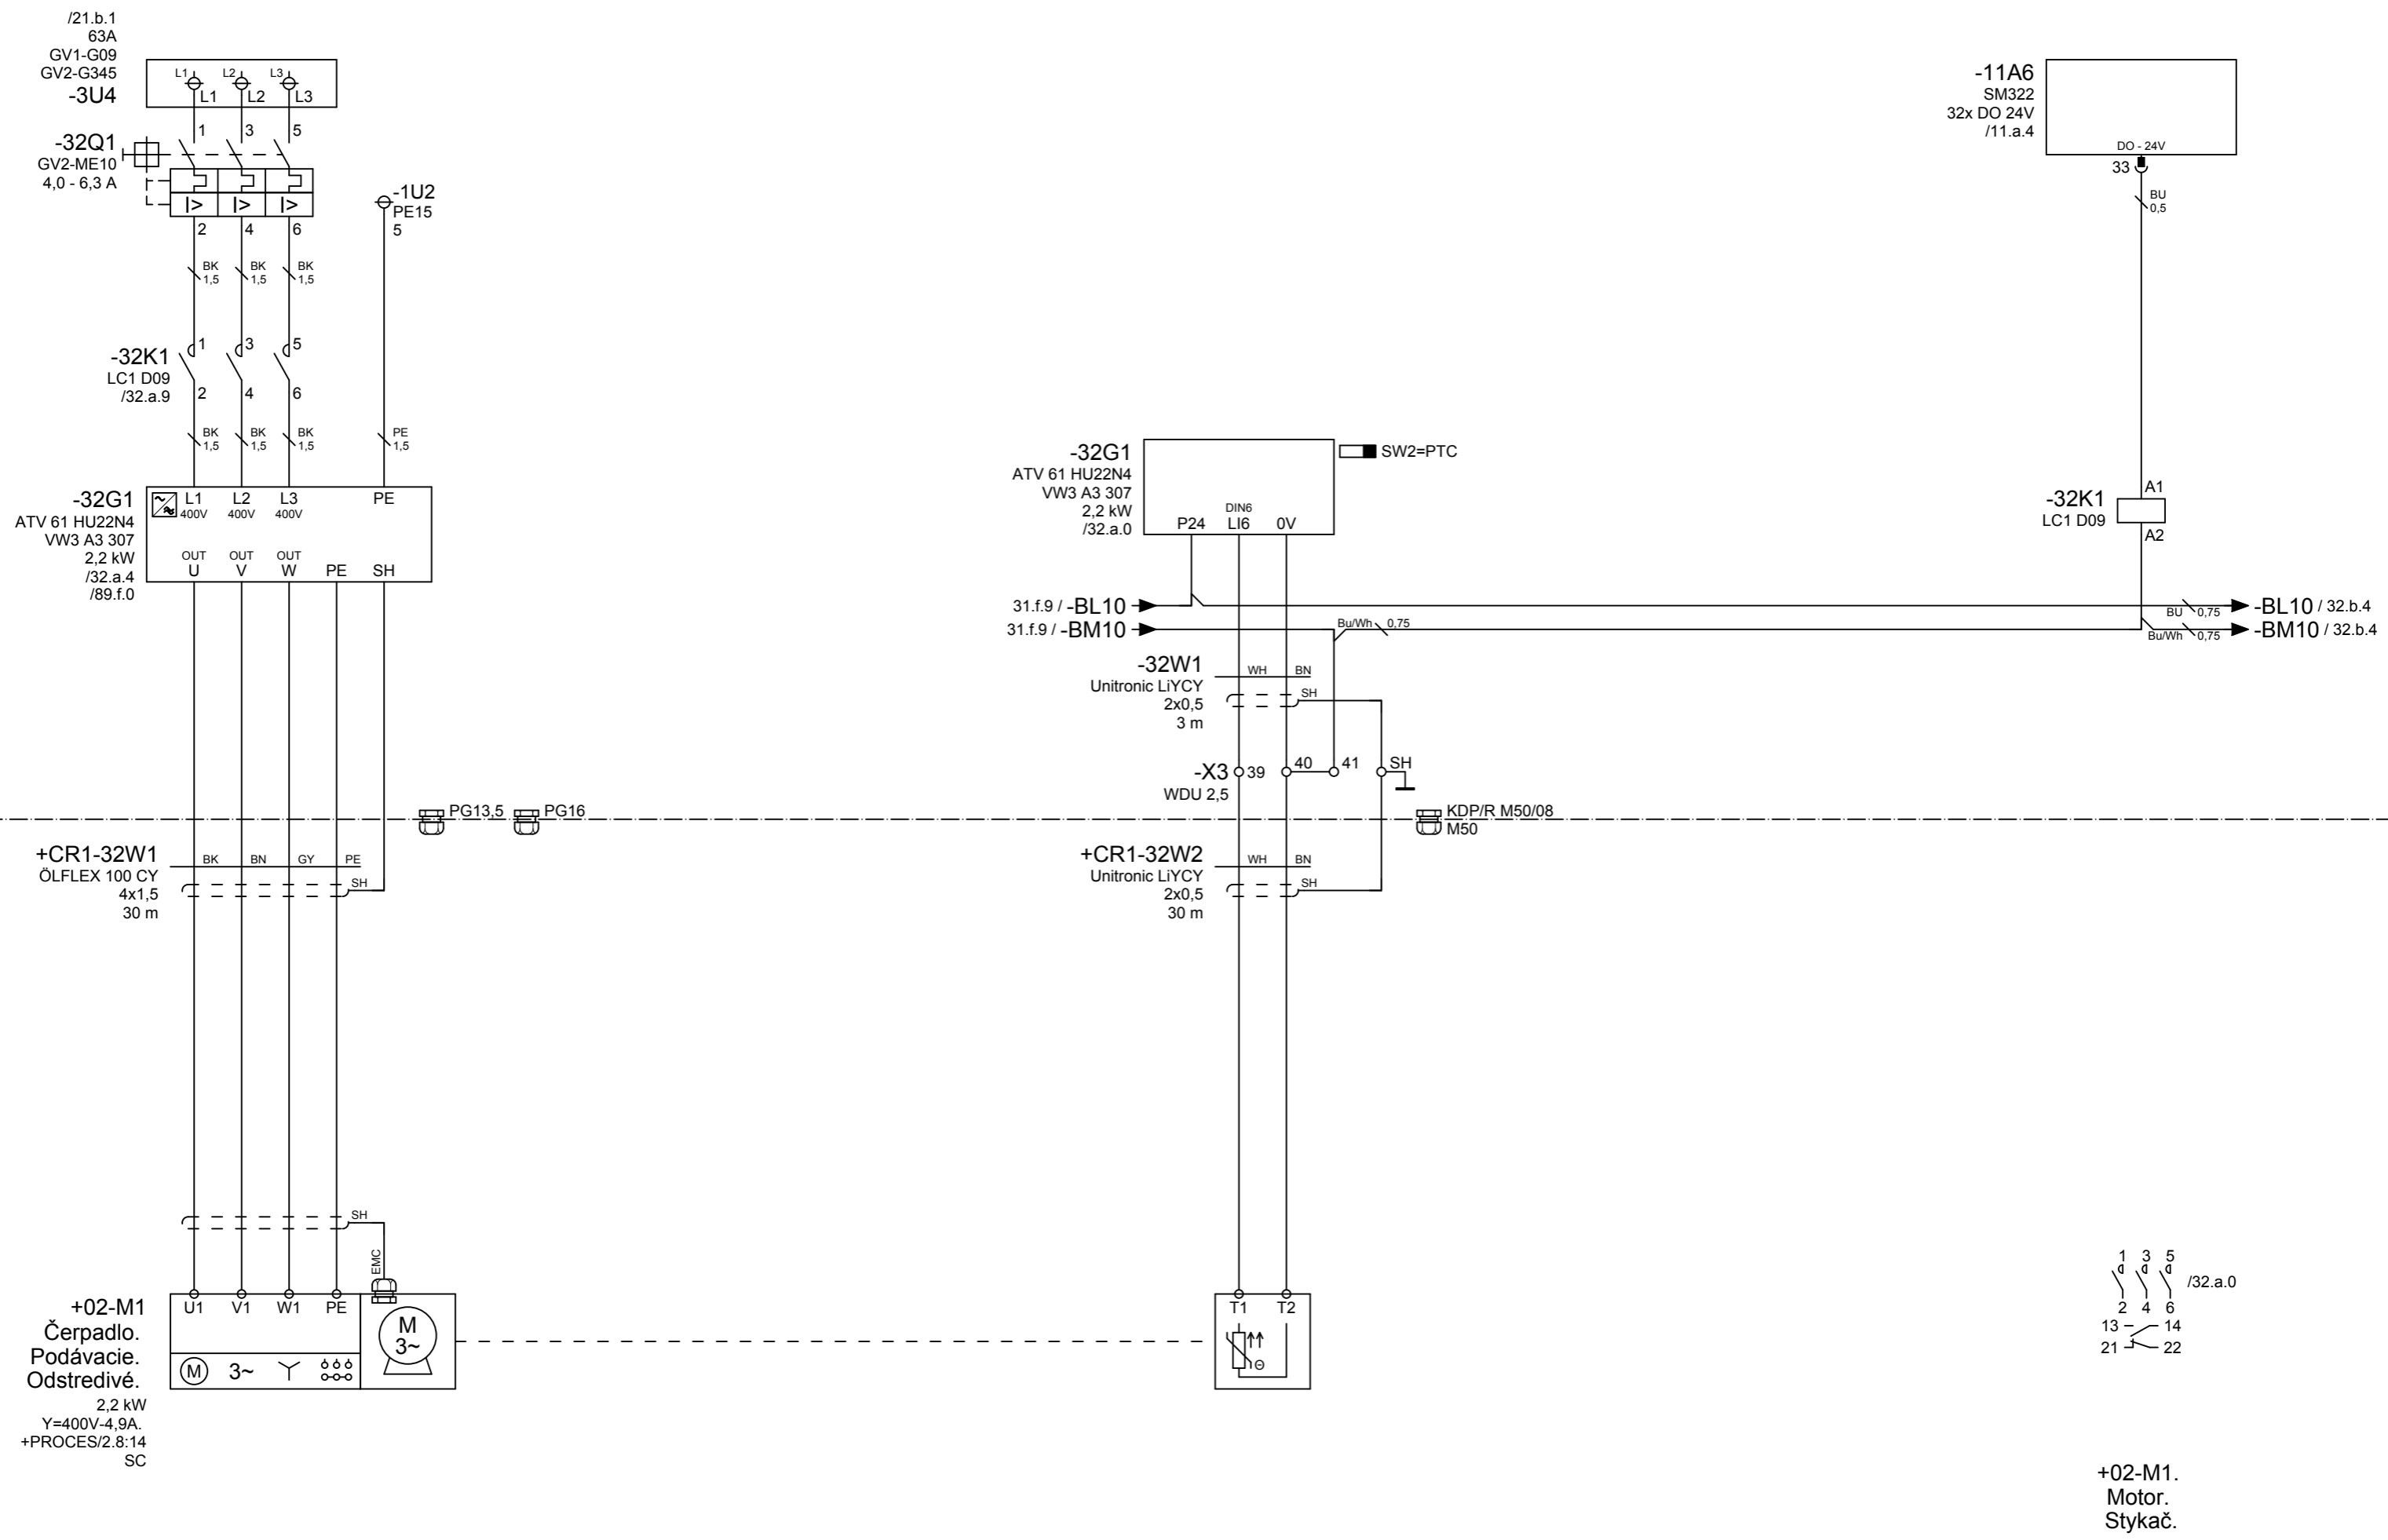 /21.b.1
63A
GV1-G09
GV2-G345
-3U4
L1 L2 L3
L1 L2 L3
1 3 5
-32Q1
GV2-ME10
4,0 - 6,3 A
I> I> I>
2 4 6
-1U2
PE15
5
BK BK BK
1,5 1,5 1,5
-32K1
LC1 D09
/32.a.9
1 3 5
2 4 6
BK BK BK PE
1,5 1,5 1,5 1,5
-32G1
ATV 61 HU22N4
VW3 A3 307
2,2 kW
/32.a.4
/89.f.0
L1 L2 L3 PE
400V 400V 400V
OUT OUT OUT
U V W PE SH
PG13,5 PG16
+CR1-32W1
ÖLFLEX 100 CY
4x1,5
30 m
BK BN GY PE
SH
SH
EMC
+02-M1
Čerpadlo.
Podávacie.
Odstredivé.
2,2 kW
Y=400V-4,9A.
+PROCES/2.8:14
SC
U1 V1 W1 PE
M 3~
M
3~
-32G1
ATV 61 HU22N4
VW3 A3 307
2,2 kW
/32.a.0
SW2=PTC
DIN6
P24 LI6 0V
31.f.9 / -BL10
31.f.9 / -BM10
Bu/Wh 0,75
-32W1
Unitronic LiYCY
2x0,5
3 m
WH BN
SH
-X3
WDU 2,5
39 40 41 SH
KDP/R M50/08
M50
+CR1-32W2
Unitronic LiYCY
2x0,5
30 m
WH BN
SH
T1 T2
Θ
-11A6
SM322
32x DO 24V
/11.a.4
DO - 24V
33
BU
0,5
-32K1
LC1 D09
A1
A2
BU 0,75 -BL10 / 32.b.4
Bu/Wh 0,75 -BM10 / 32.b.4
1 3 5
/32.a.0
2 4 6
13 14
21 22
+02-M1.
Motor.
Stykač.